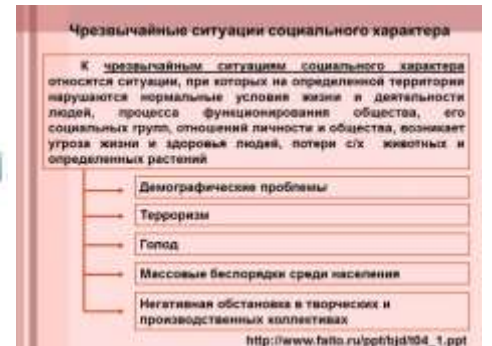 Чрезвычайные ситуации социального характера
К чрезвычайным ситуациям социального характера
относятся ситуации, при которых на определенной территории
нарушаются нормальные условия жизни и деятельности
людей, процесса функционирования общества, его
социальных групп, отношений личности и общества, возникает
угроза жизни и здоровья людей, потери с/х животных и
определенных растений
Демографические проблемы
Терроризм
Голод
Массовые беспорядки среди населения
Негативная обстановка в творческих и
производственных коллективах
http://www.falto.ru/ppt/bjd/t04_1.ppt